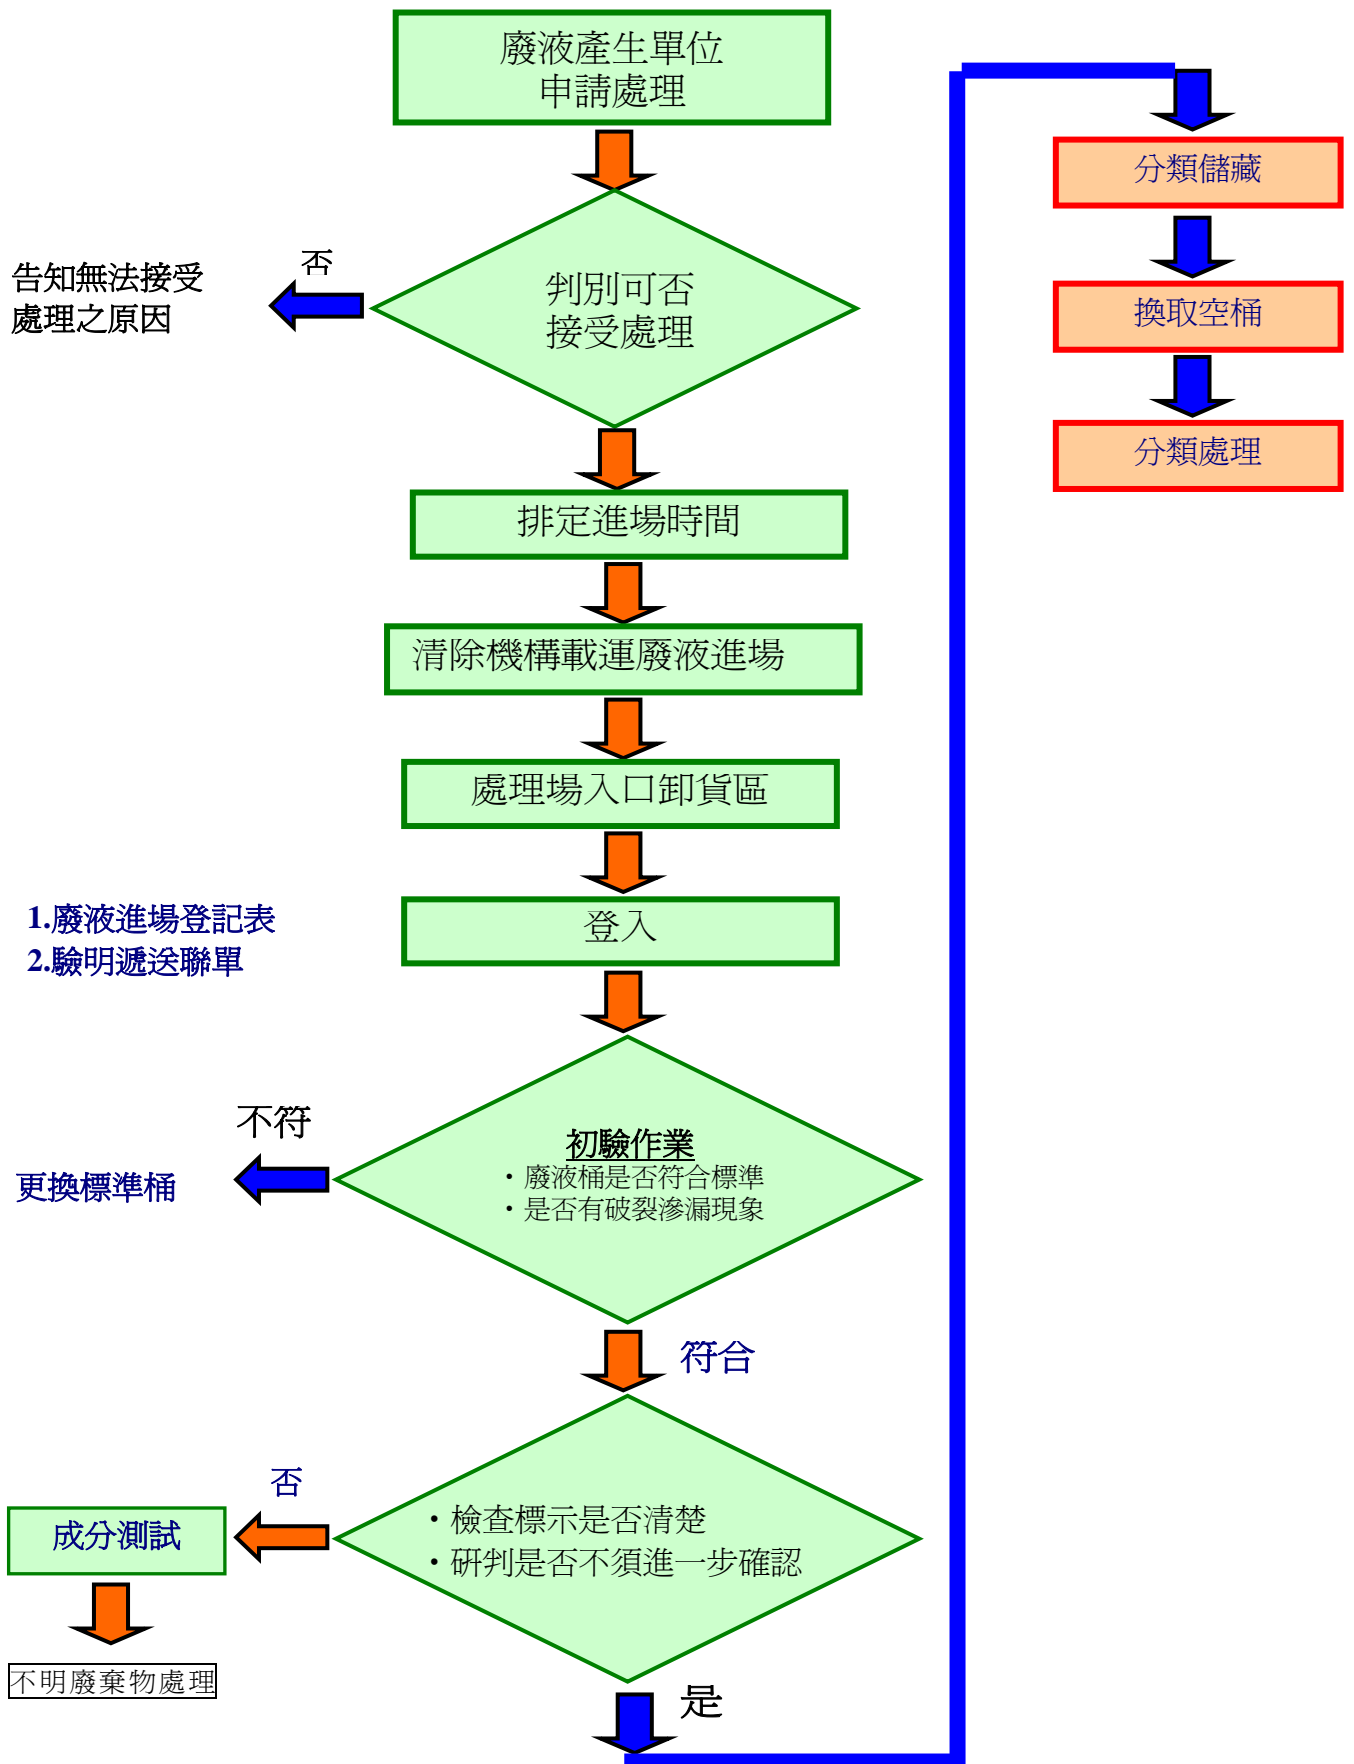 廢液產生單位
申請處理
判別可否
接受處理
否
告知無法接受
處理之原因
排定進場時間
清除機構載運廢液進場
處理場入口卸貨區
登入
1.廢液進場登記表
2.驗明遞送聯單
初驗作業
・廢液桶是否符合標準
・是否有破裂滲漏現象
不符
更換標準桶
符合
・檢查標示是否清楚
・研判是否不須進一步確認
否
成分測試
不明廢棄物處理
是
分類儲藏
換取空桶
分類處理